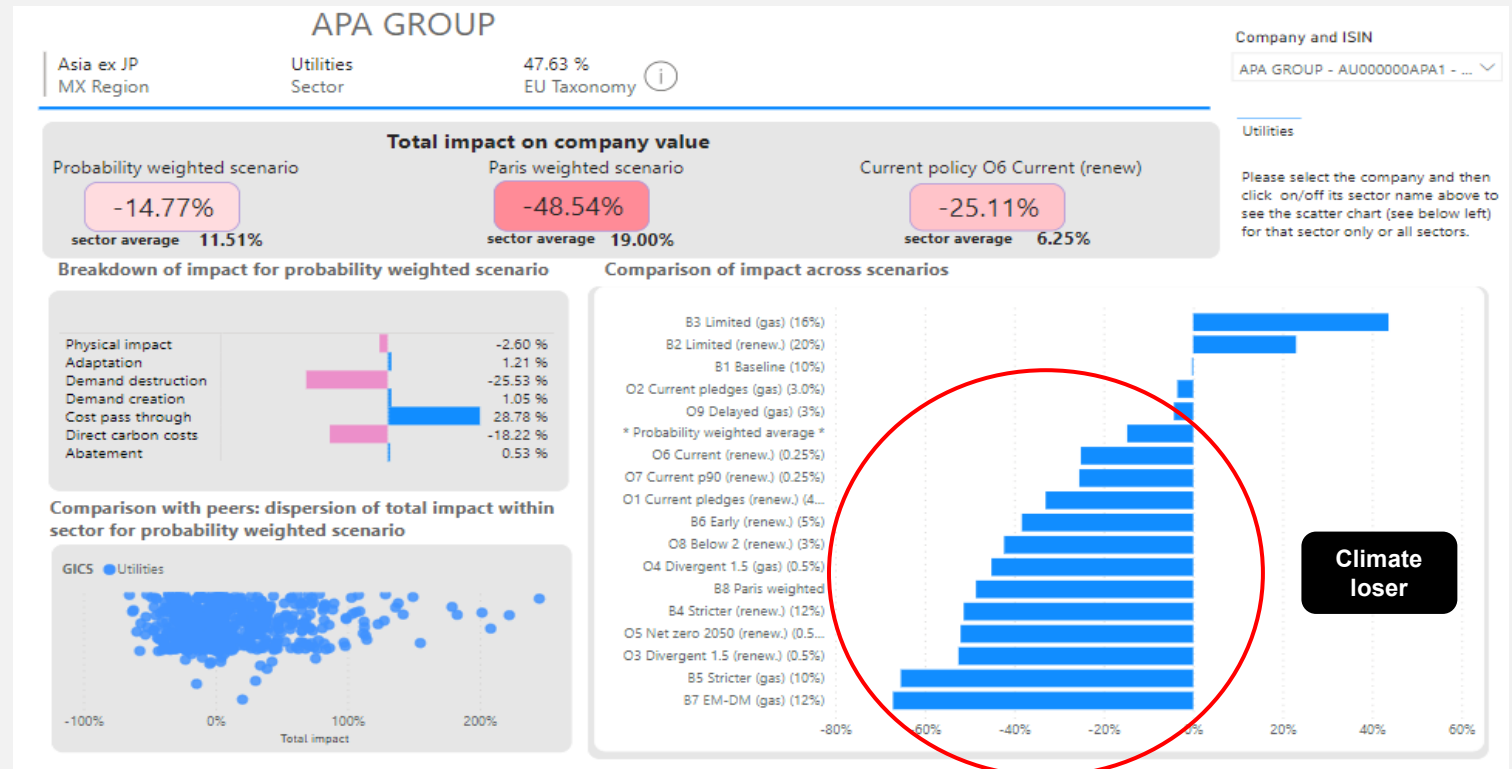 APA GROUP
Asia ex JP
MX Region
Utilities
Sector
47.63 %
EU Taxonomy
i
Company and ISIN
APA GROUP - AU000000APA1 - ...
Utilities
Please select the company and then
click on/off its sector name above to
see the scatter chart (see below left)
for that sector only or all sectors.
Total impact on company value
Probability weighted scenario
-14.77%
sector average 11.51%
Paris weighted scenario
-48.54%
sector average 19.00%
Current policy O6 Current (renew)
-25.11%
sector average 6.25%
Breakdown of impact for probability weighted scenario
Physical impact -2.60 %
Adaptation 1.21 %
Demand destruction -25.53 %
Demand creation 1.05 %
Cost pass through 28.78 %
Direct carbon costs -18.22 %
Abatement 0.53 %
Comparison with peers: dispersion of total impact within
sector for probability weighted scenario
GICS Utilities
-100% 0% 100% 200%
Total impact
Comparison of impact across scenarios
B3 Limited (gas) (16%)
B2 Limited (renew.) (20%)
B1 Baseline (10%)
O2 Current pledges (gas) (3.0%)
O9 Delayed (gas) (3%)
* Probability weighted average *
O6 Current (renew.) (0.25%)
O7 Current p90 (renew.) (0.25%)
O1 Current pledges (renew.) (4...
B6 Early (renew.) (5%)
O8 Below 2 (renew.) (3%)
O4 Divergent 1.5 (gas) (0.5%)
B8 Paris weighted
B4 Stricter (renew.) (12%)
O5 Net zero 2050 (renew.) (0.5...
O3 Divergent 1.5 (renew.) (0.5%)
B5 Stricter (gas) (10%)
B7 EM-DM (gas) (12%)
-80% -60% -40% -20% 0% 20% 40% 60%
Climate
loser